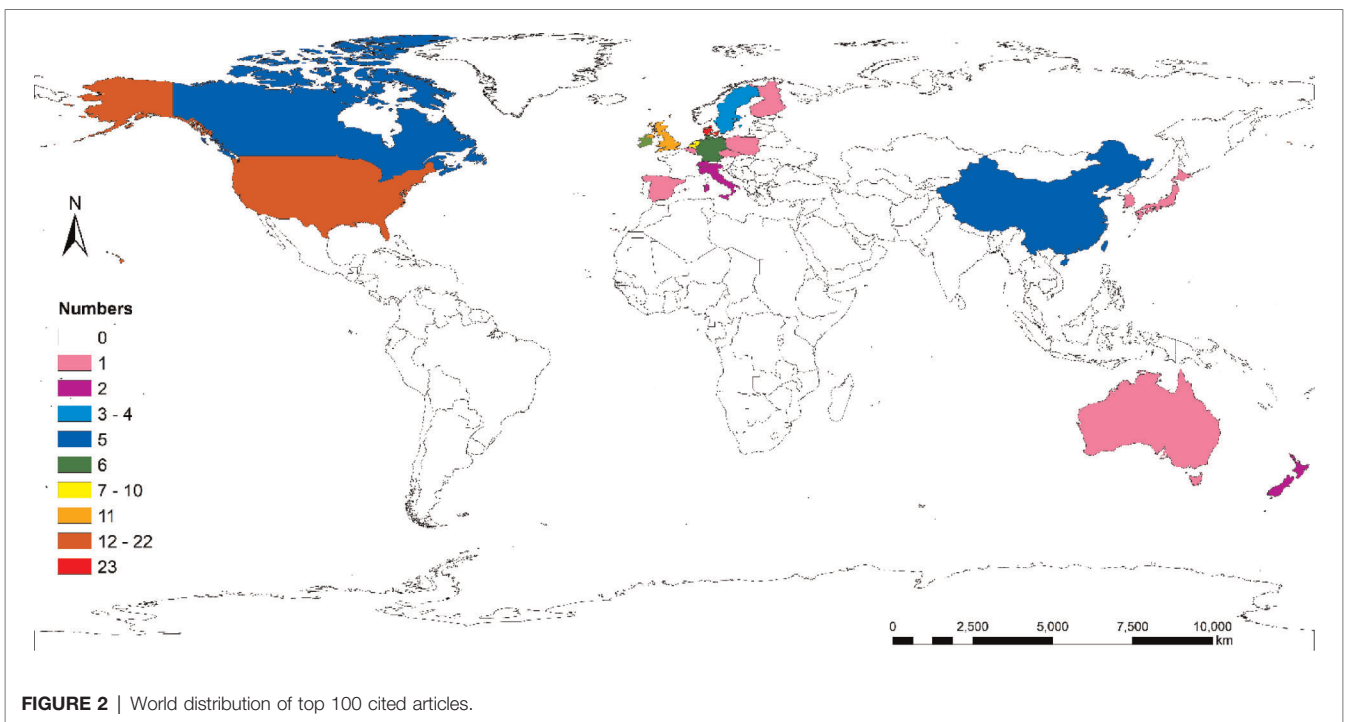 N
Numbers
0
1
2
3 - 4
5
6
7 - 10
11
12 - 22
23
0 2,500 5,000 7,500 10,000
km
FIGURE 2 | World distribution of top 100 cited articles.